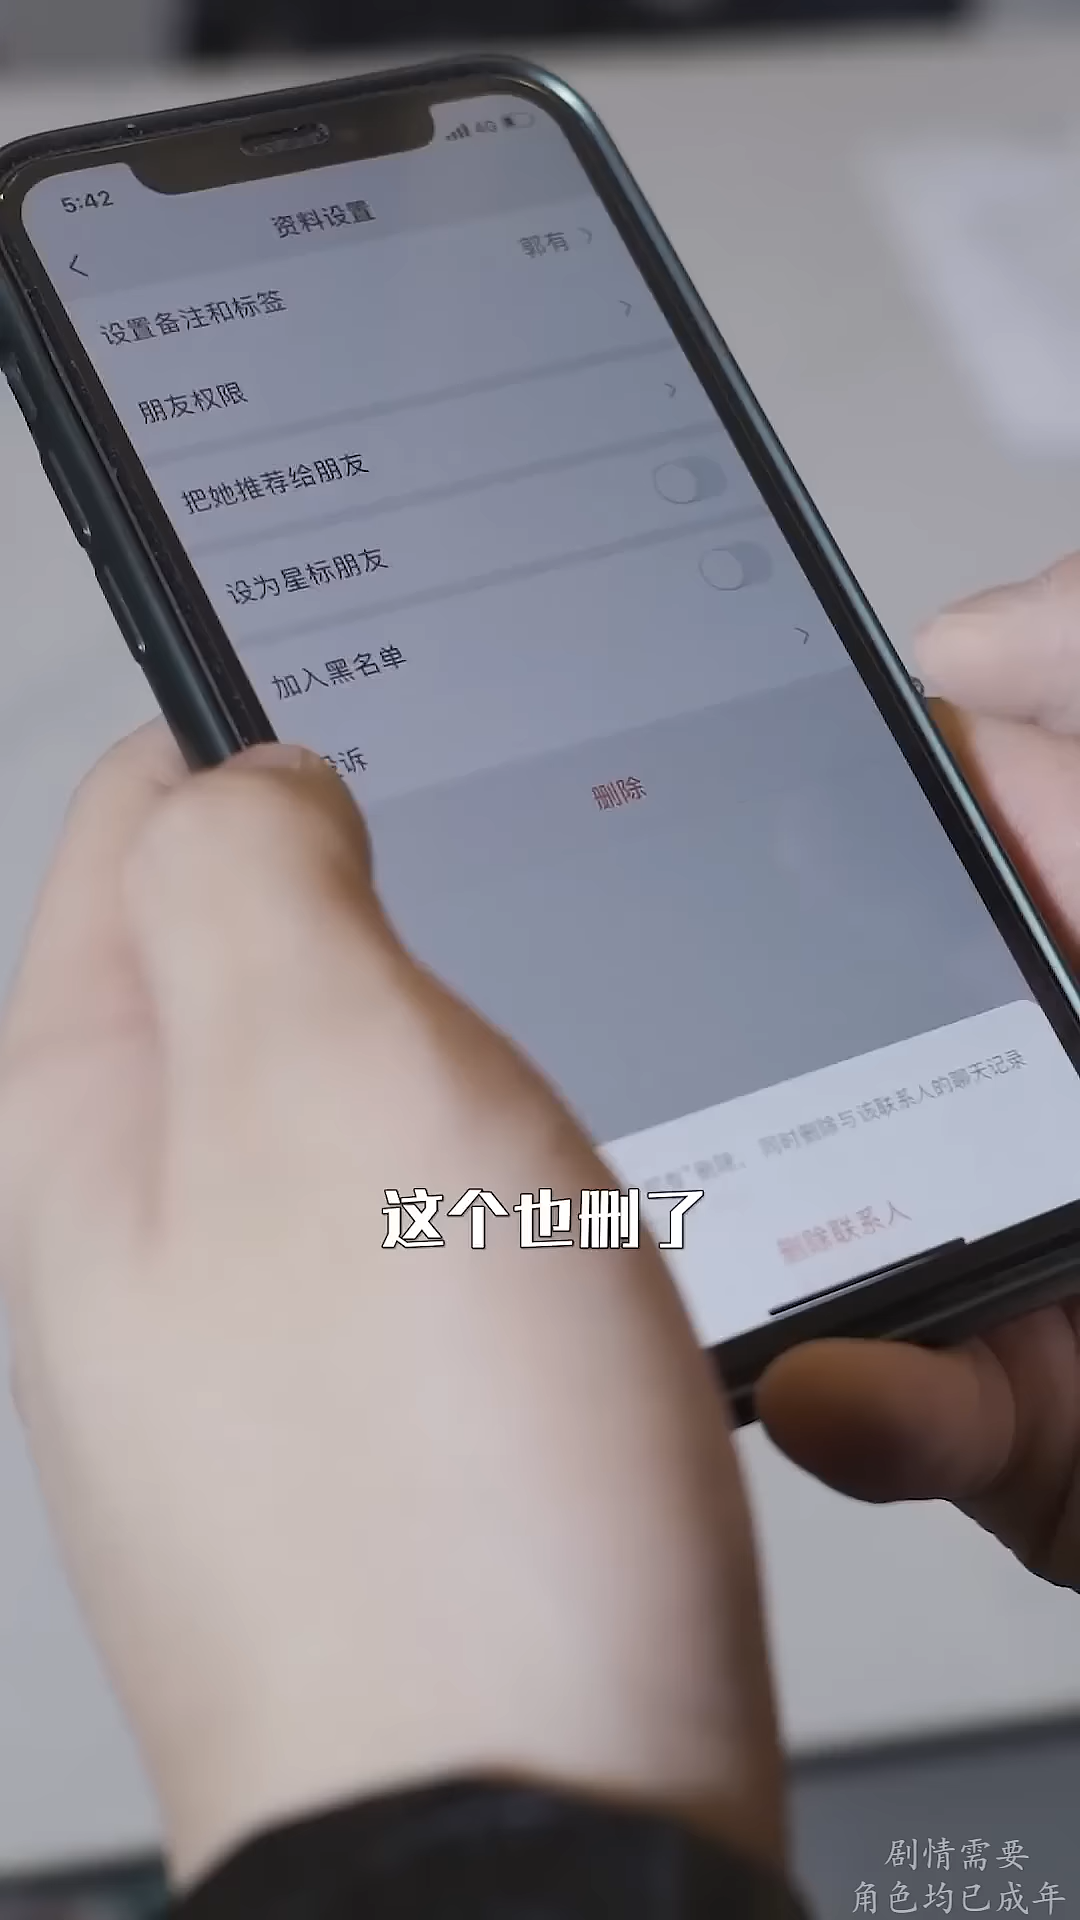 5:42
4G
资料设置
设置备注和标签
郭有
朋友权限
把她推荐给朋友
设为星标朋友
加入黑名单
投诉
删除
删除，同时删除与该联系人的聊天记录
删除联系人
这个也删了
剧情需要
角色均已成年